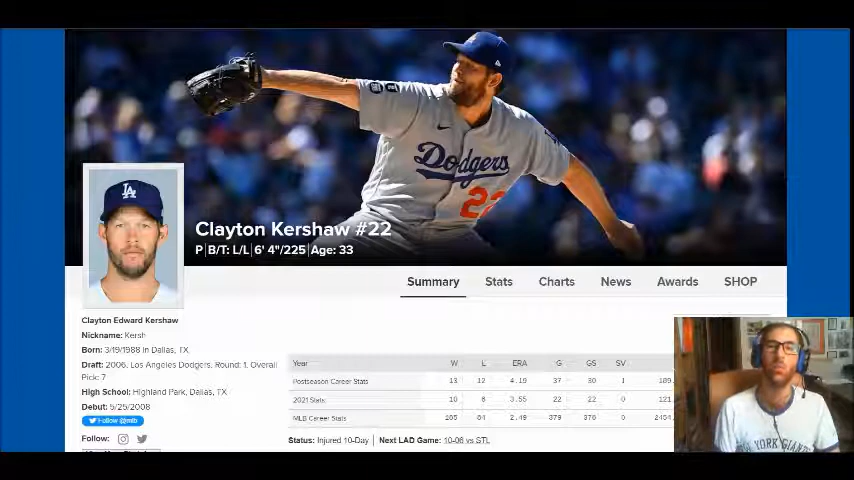 Dodgers
22
LA
Clayton Kershaw #22
P B/T: L/L 6' 4"/225 Age: 33
Summary Stats Charts News Awards SHOP
Clayton Edward Kershaw
Nickname: Kersh
Born: 3/19/1988 in Dallas, TX
Draft: 2006, Los Angeles Dodgers, Round: 1, Overall
Pick: 7
High School: Highland Park, Dallas, TX
Debut: 5/25/2008
Follow @mlb
Follow:
Year W L ERA G GS SV
Postseason Career Stats 13 12 4.19 37 30 1 189.
2021 Stats 10 8 3.55 22 22 0 121.
MLB Career Stats 185 84 2.49 379 376 0 2454.
Status: Injured 10-Day Next LAD Game: 10-06 vs STL
YORK GIANTS